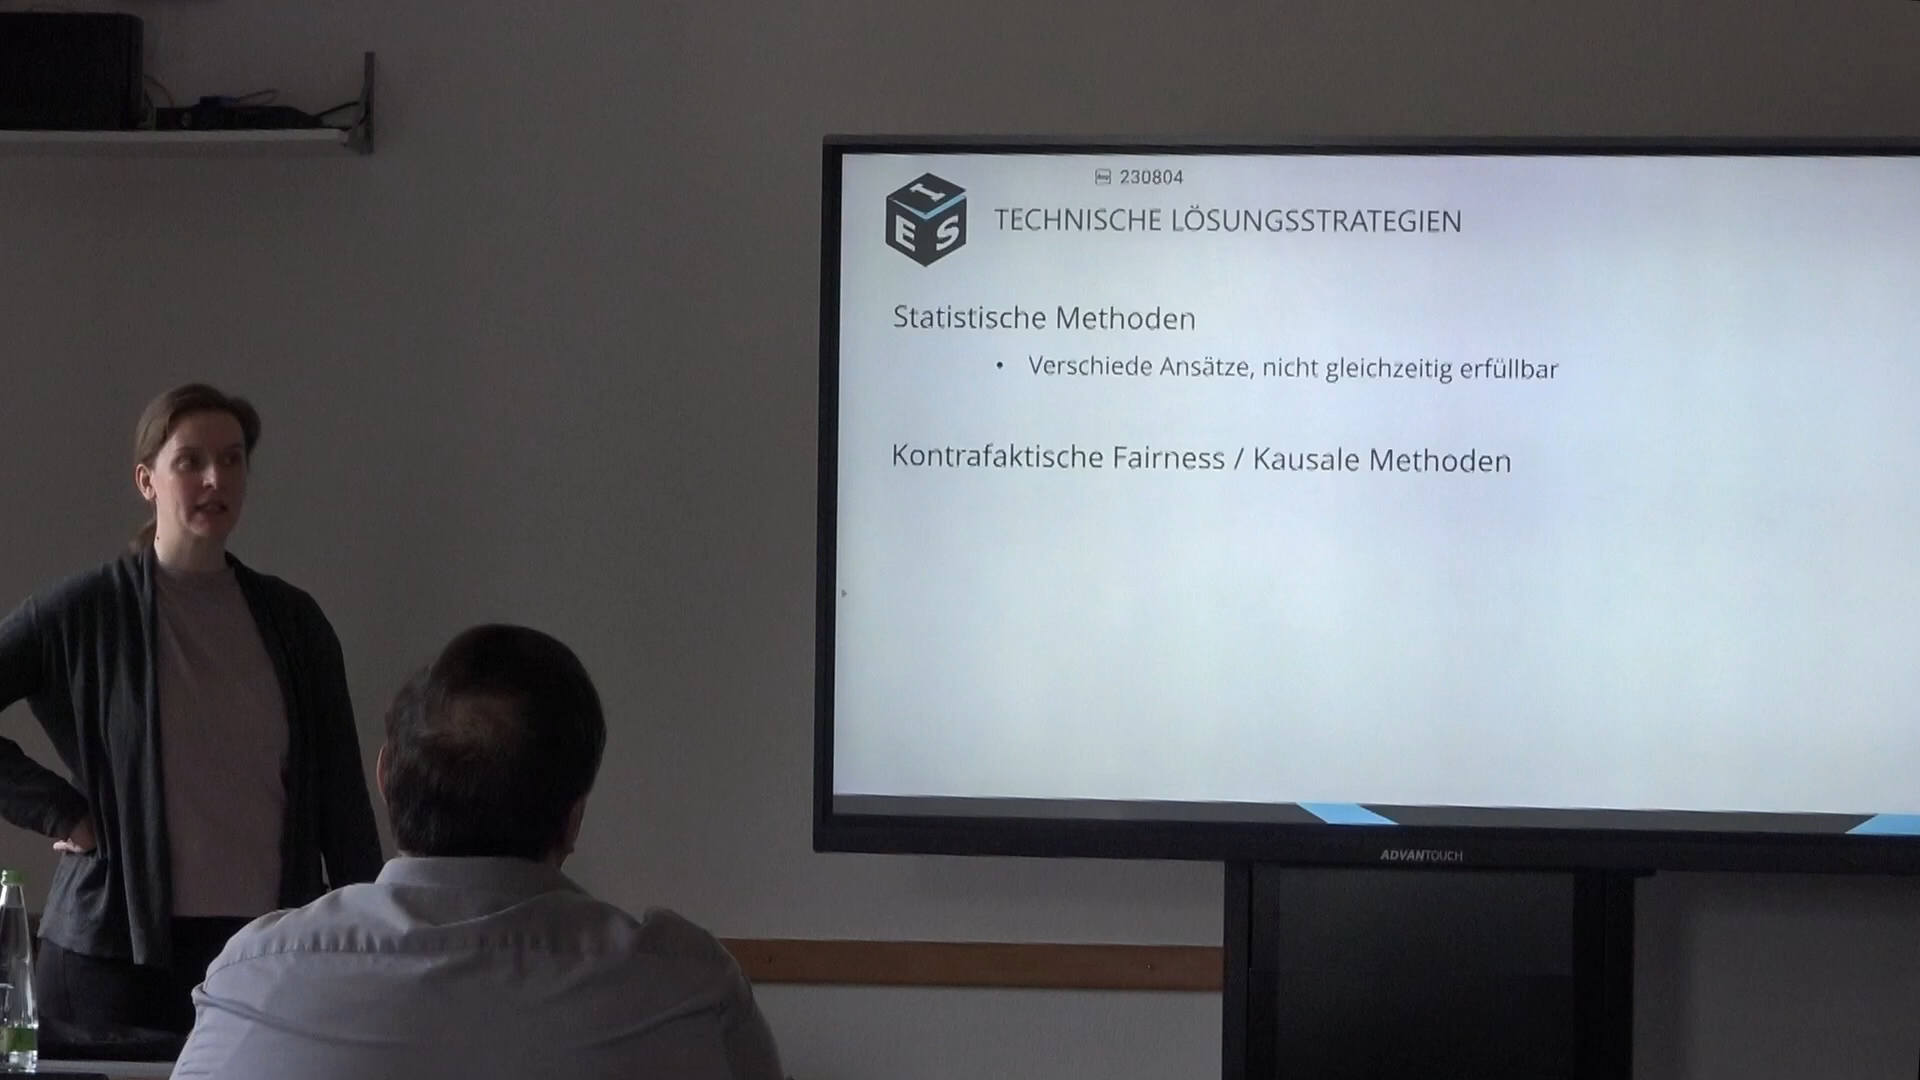 230804
I
E S
TECHNISCHE LÖSUNGSSTRATEGIEN
Statistische Methoden
• Verschiede Ansätze, nicht gleichzeitig erfüllbar
Kontrafaktische Fairness / Kausale Methoden
ADVANTOUCH